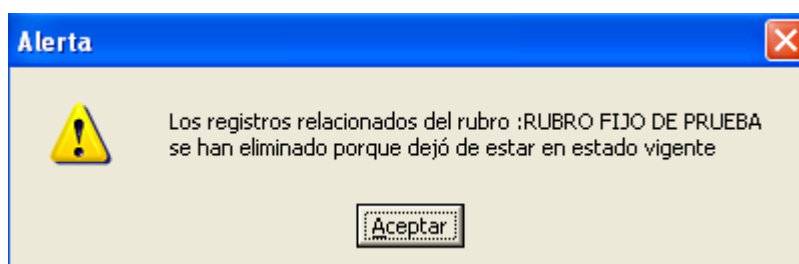 Alerta
Los registros relacionados del rubro :RUBRO FIJO DE PRUEBA
se han eliminado porque dejó de estar en estado vigente
Aceptar